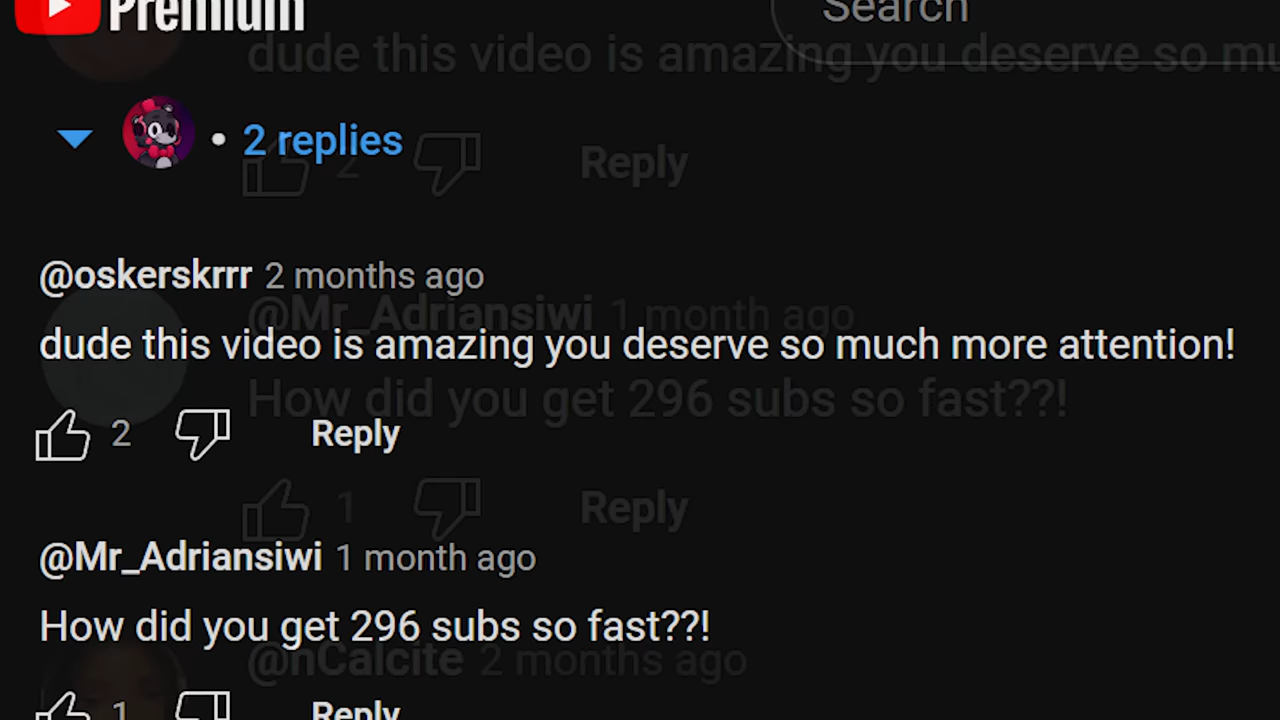 Premium
Search
dude this video is amazing you deserve so mu
2 replies
2
Reply
@oskerskrrr 2 months ago
@Mr_Adriansiwi 1 month ago
dude this video is amazing you deserve so much more attention!
How did you get 296 subs so fast??!
2 Reply
1 Reply
@Mr_Adriansiwi 1 month ago
How did you get 296 subs so fast??!
@nCalcite 2 months ago
1 Reply